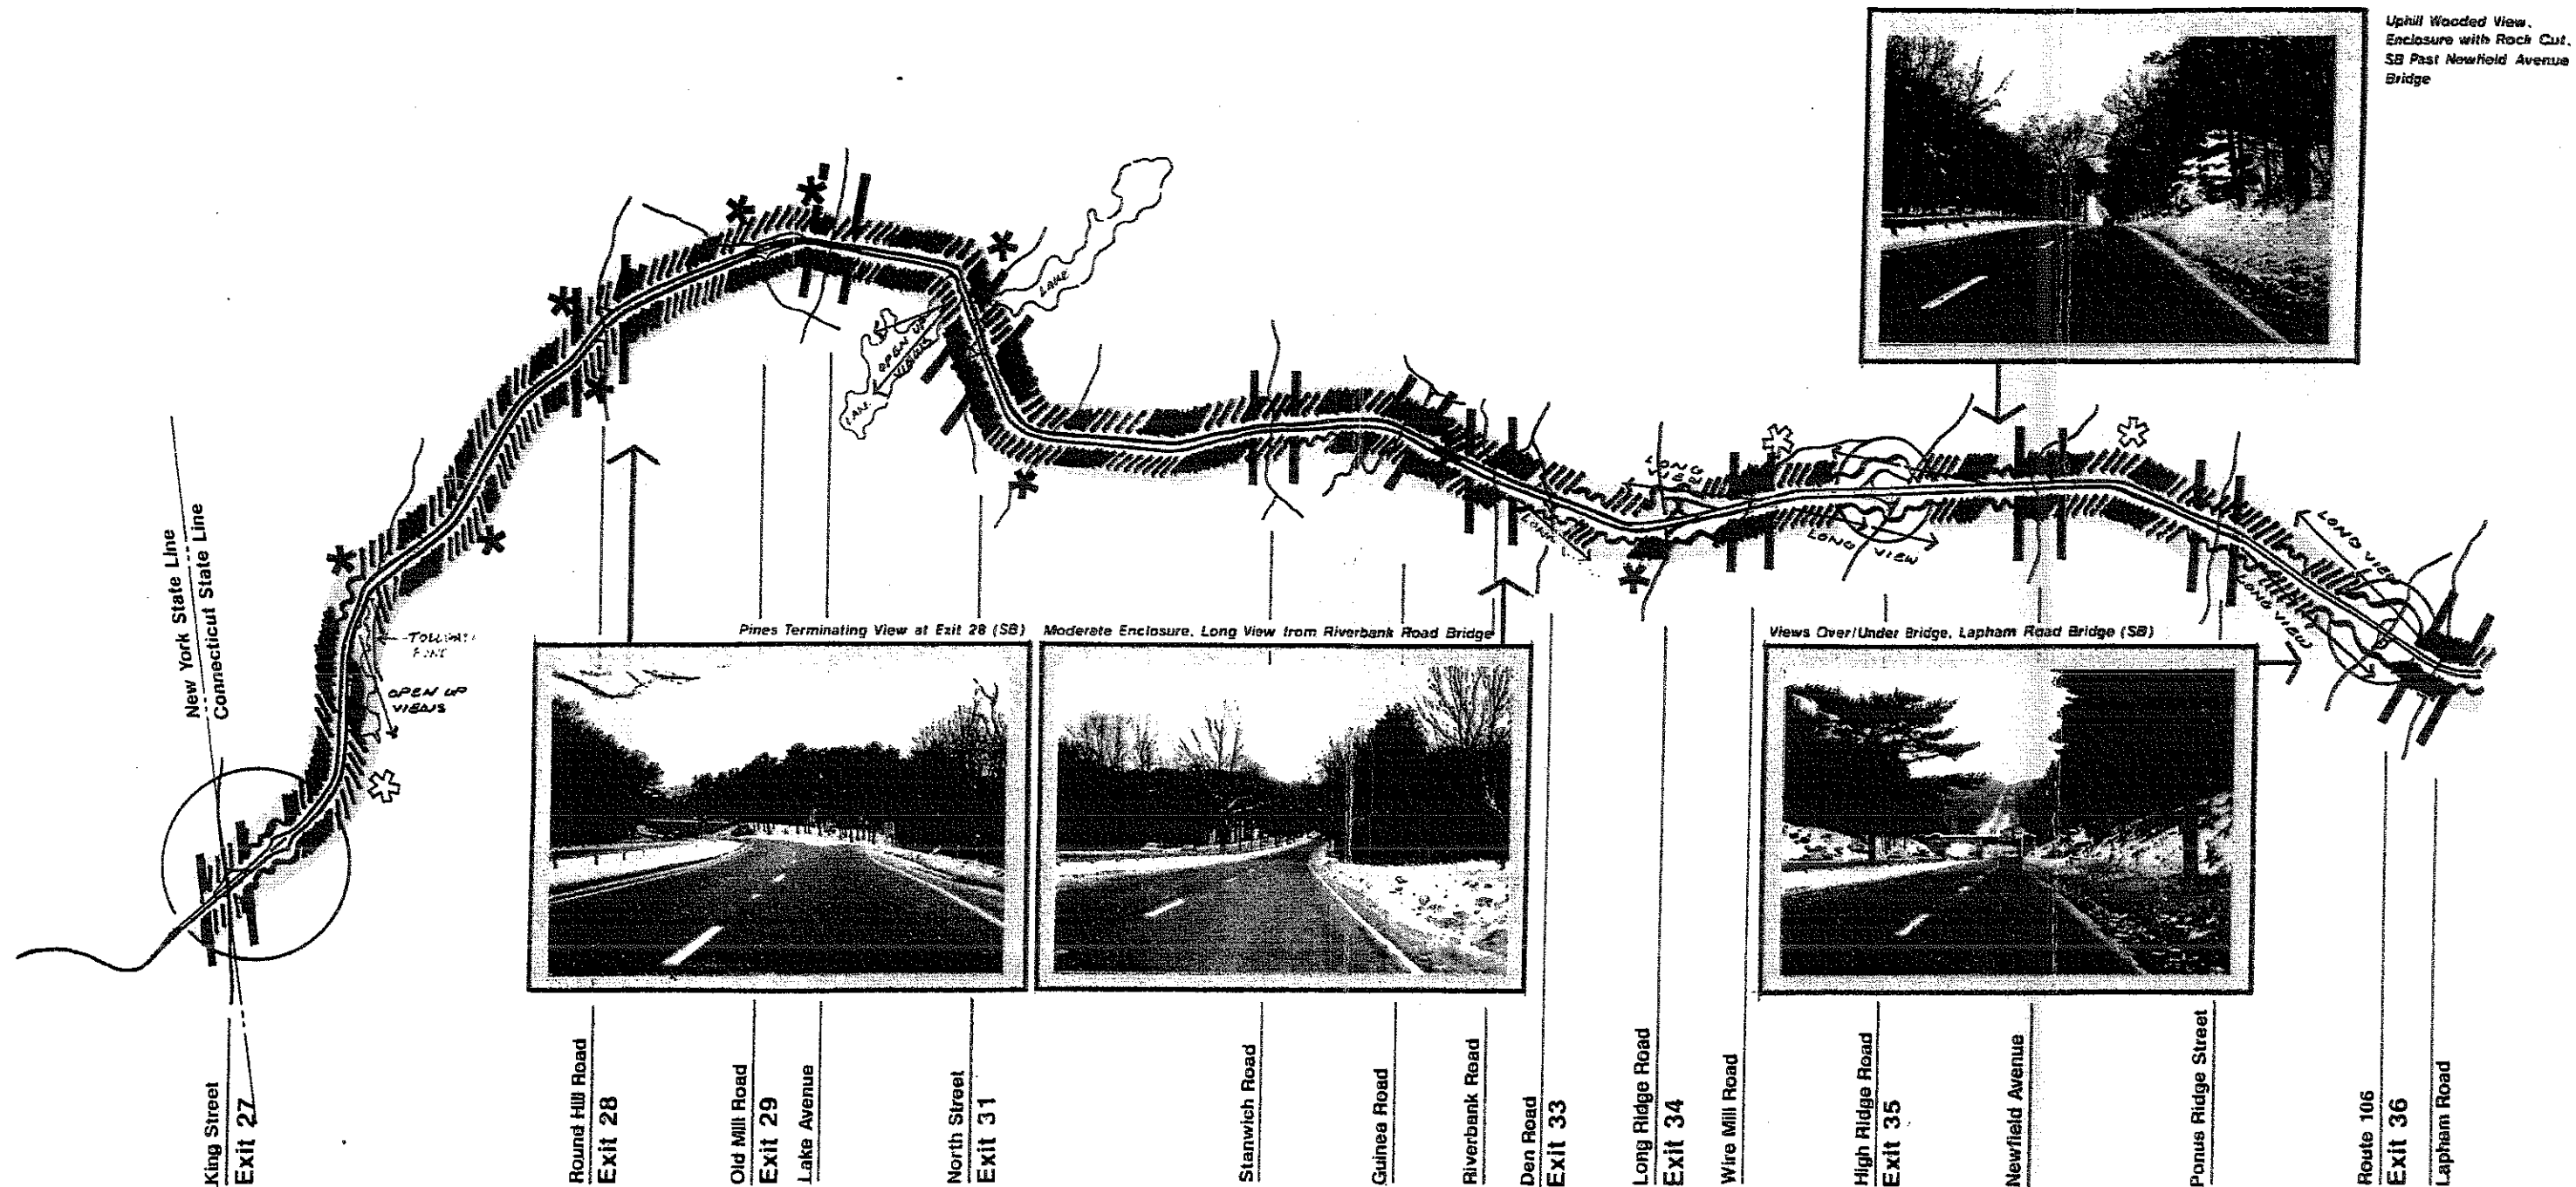 Uphill Wooded View,
Enclosure with Rock Cut,
SB Past Newfield Avenue
Bridge
LAKE
OPEN UP
VIEWS
LAKE
New York State Line
Connecticut State Line
OPEN UP
VIEWS
LONG
VIEW
LONG
LONG VIEW
LONG VIEW
LONG VIEW
Pines Terminating View at Exit 28 (SB)
Moderate Enclosure, Long View from Riverbank Road Bridge
Views Over/Under Bridge, Lapham Road Bridge (SB)
King Street
Exit 27
Round Hill Road
Exit 28
Old Mill Road
Exit 29
Lake Avenue
North Street
Exit 31
Stanwich Road
Guinea Road
Riverbank Road
Den Road
Exit 33
Long Ridge Road
Exit 34
Wire Mill Road
High Ridge Road
Exit 35
Newfield Avenue
Ponus Ridge Street
Route 106
Exit 36
Lapham Road